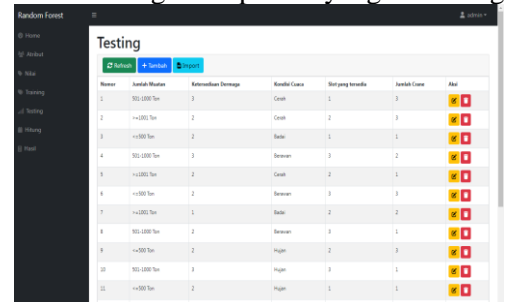 Random Forest
admin
Home
Atribut
Nilai
Training
Testing
Hitung
Hasil
Testing
Refresh + Tambah Import
Nomor Jumlah Muatan Ketersediaan Dermaga Kondisi Cuaca Slot yang tersedia Jumlah Crane Aksi
1 501-1000 Ton 3 Cerah 1 3
2 >=1001 Ton 2 Cerah 2 3
3 <=500 Ton 2 Badai 1 1
4 501-1000 Ton 3 Berawan 3 2
5 >=1001 Ton 2 Cerah 2 1
6 <=500 Ton 2 Berawan 3 3
7 >=1001 Ton 1 Badai 2 2
8 501-1000 Ton 2 Berawan 3 1
9 <=500 Ton 2 Hujan 2 3
10 501-1000 Ton 3 Hujan 3 1
11 <=500 Ton 2 Hujan 1 1